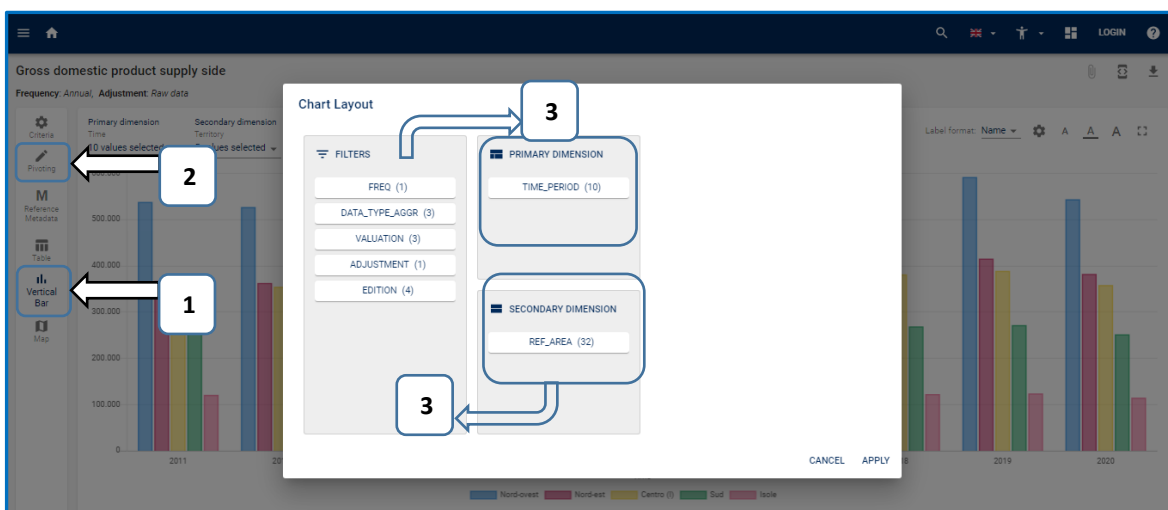 LOGIN
Gross domestic product supply side
Frequency: Annual, Adjustment: Raw data
Criteria
Pivoting
M
Reference Metadata
Table
Vertical Bar
Map
Primary dimension
Time
10 values selected
Secondary dimension
Territory
values selected
Label format: Name
A A A
2
1
Chart Layout
3
FILTERS
FREQ (1)
DATA_TYPE_AGGR (3)
VALUATION (3)
ADJUSTMENT (1)
EDITION (4)
PRIMARY DIMENSION
TIME_PERIOD (10)
SECONDARY DIMENSION
REF_AREA (32)
3
CANCEL APPLY
500.000
400.000
300.000
200.000
100.000
0
2011
2019
2020
Nord-ovest Nord-est Centro (I) Sud Isole